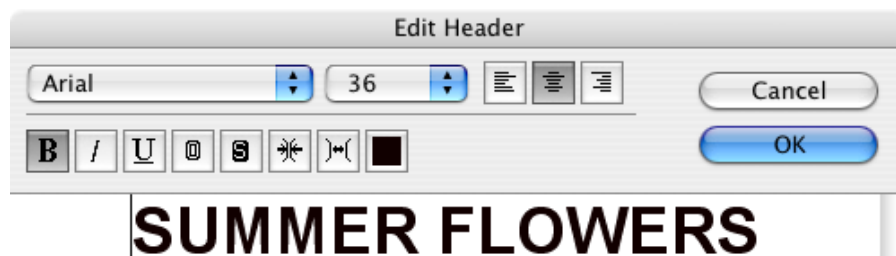 Edit Header
Arial 36
Cancel
B I U O S
OK
SUMMER FLOWERS